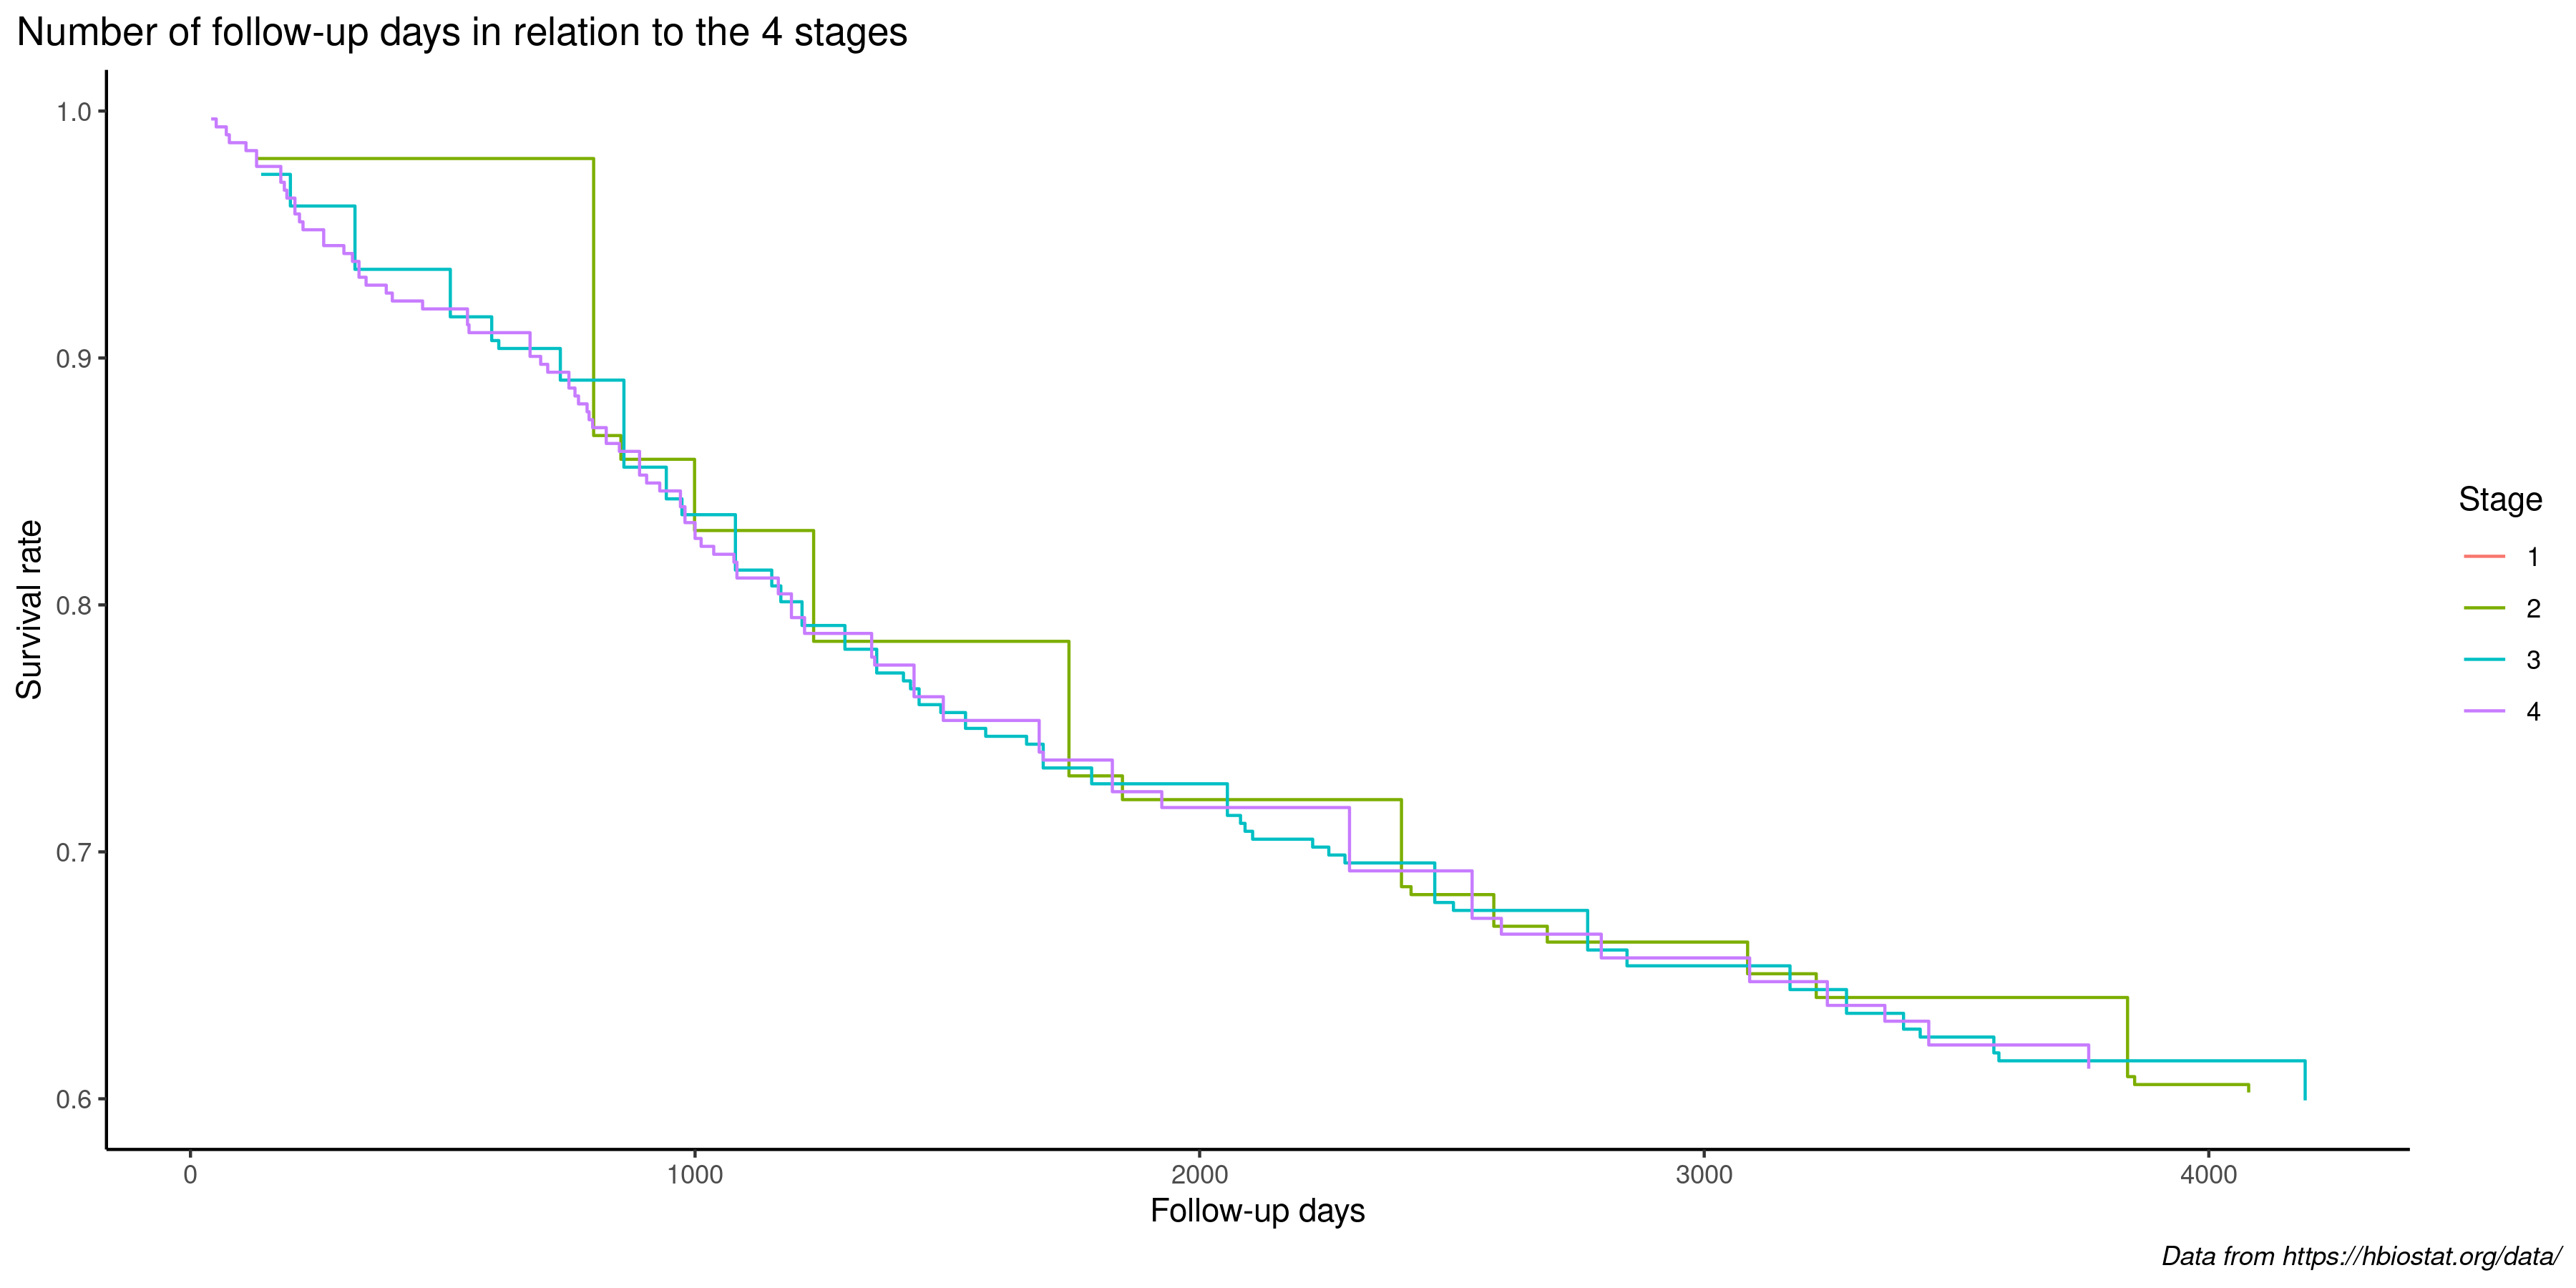 Number of follow-up days in relation to the 4 stages
1.0
0.9
0.8
0.7
0.6
Survival rate
0 1000 2000 3000 4000
Follow-up days
Stage
1
2
3
4
Data from https://hbiostat.org/data/